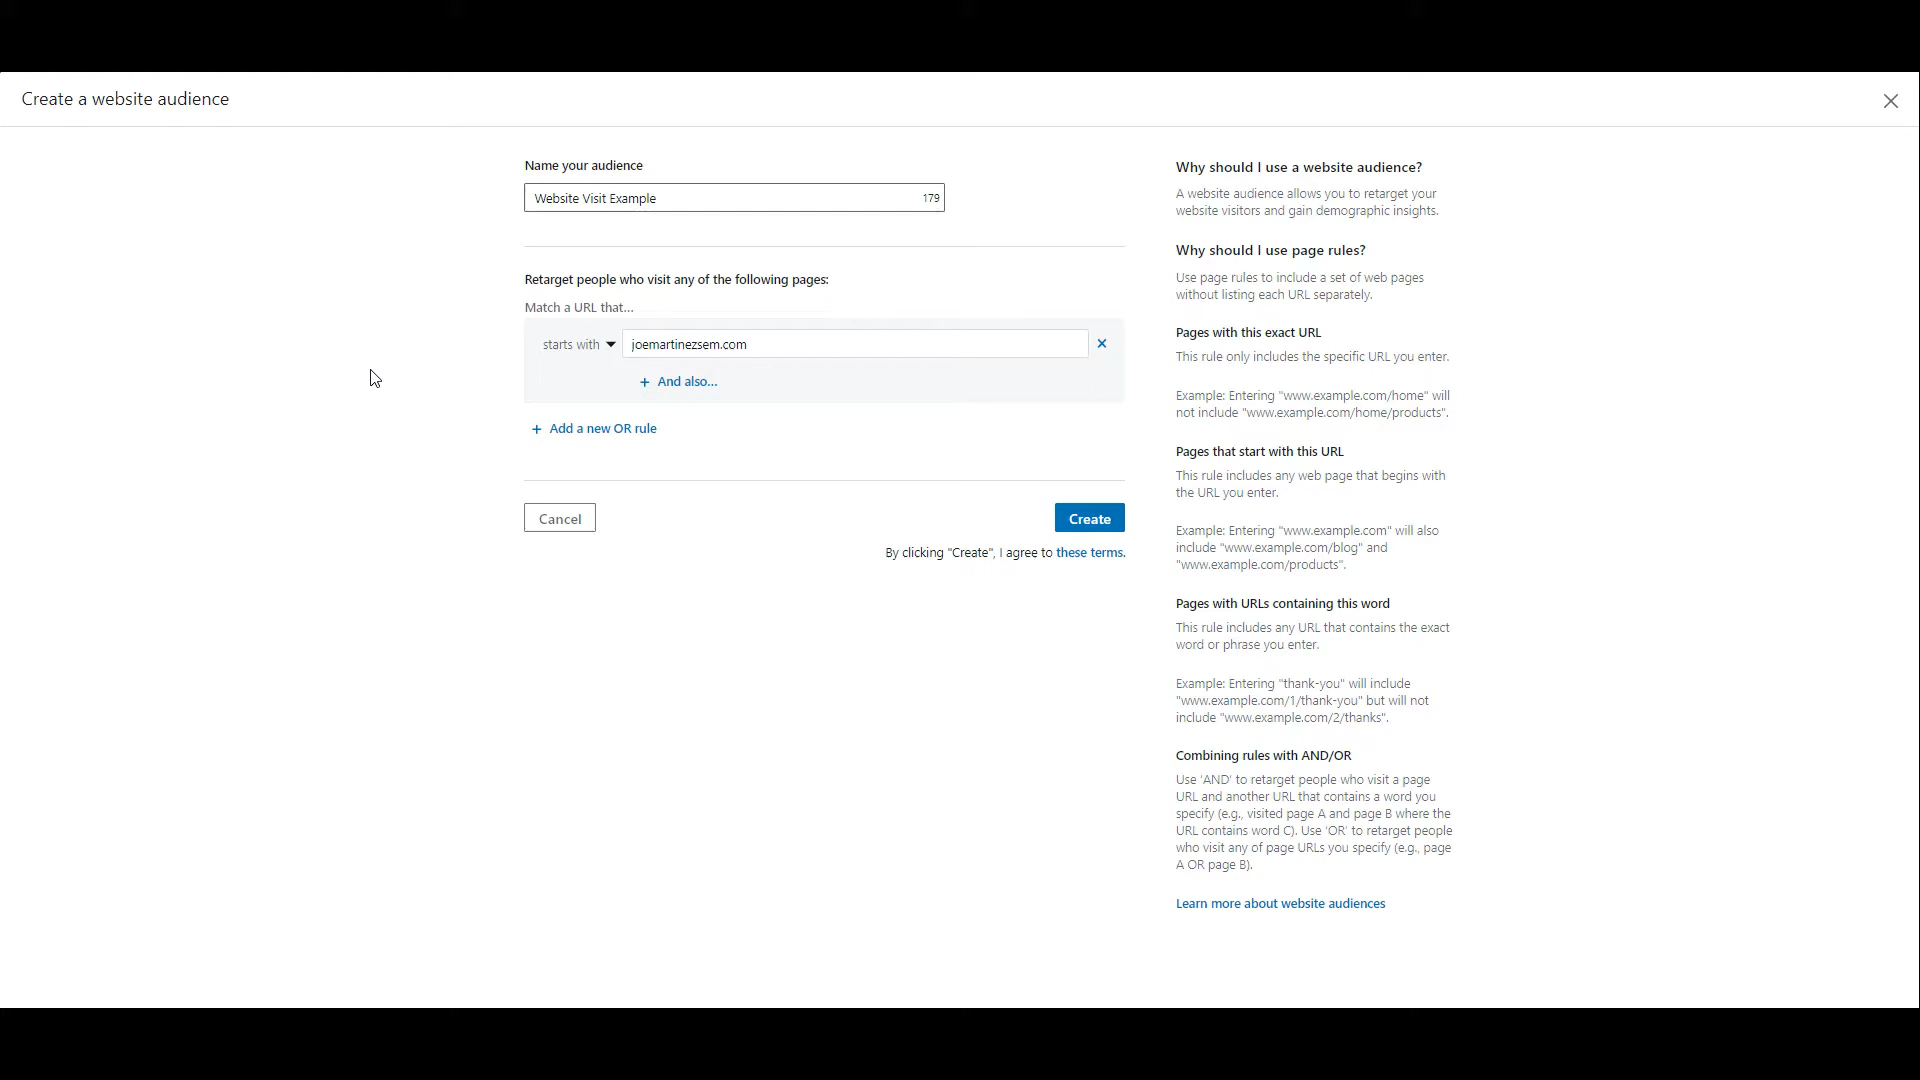 Create a website audience
Name your audience
Website Visit Example 179
Retarget people who visit any of the following pages:
Match a URL that...
starts with joemartinezsem.com
+ And also...
+ Add a new OR rule
Cancel
Create
By clicking "Create", I agree to these terms.
Why should I use a website audience?
A website audience allows you to retarget your
website visitors and gain demographic insights.
Why should I use page rules?
Use page rules to include a set of web pages
without listing each URL separately.
Pages with this exact URL
This rule only includes the specific URL you enter.
Example: Entering "www.example.com/home" will
not include "www.example.com/home/products".
Pages that start with this URL
This rule includes any web page that begins with
the URL you enter.
Example: Entering "www.example.com" will also
include "www.example.com/blog" and
"www.example.com/products".
Pages with URLs containing this word
This rule includes any URL that contains the exact
word or phrase you enter.
Example: Entering "thank-you" will include
"www.example.com/1/thank-you" but will not
include "www.example.com/2/thanks".
Combining rules with AND/OR
Use 'AND' to retarget people who visit a page
URL and another URL that contains a word you
specify (e.g., visited page A and page B where the
URL contains word C). Use 'OR' to retarget people
who visit any of page URLs you specify (e.g., page
A OR page B).
Learn more about website audiences